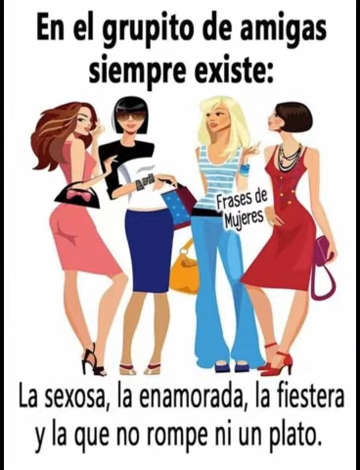 En el grupito de amigas
siempre existe:
Frases de
Mujeres
La sexosa, la enamorada, la fiestera
y la que no rompe ni un plato.